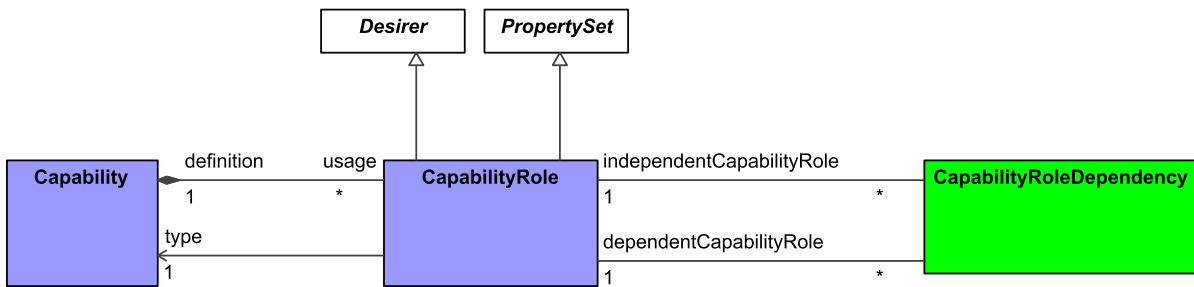 Desirer
PropertySet
Capability
definition
usage
1
*
type
1
CapabilityRole
independentCapabilityRole
1
*
dependentCapabilityRole
1
*
CapabilityRoleDependency